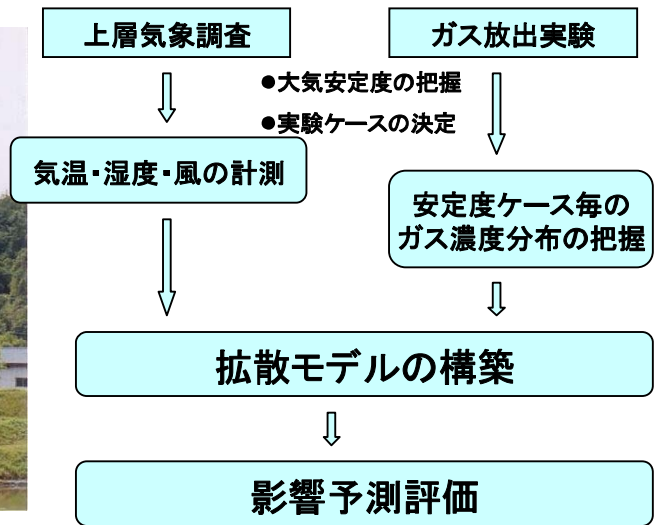 上層気象調査
ガス放出実験
●大気安定度の把握
●実験ケースの決定
気温・湿度・風の計測
安定度ケース毎の
ガス濃度分布の把握
拡散モデルの構築
影響予測評価